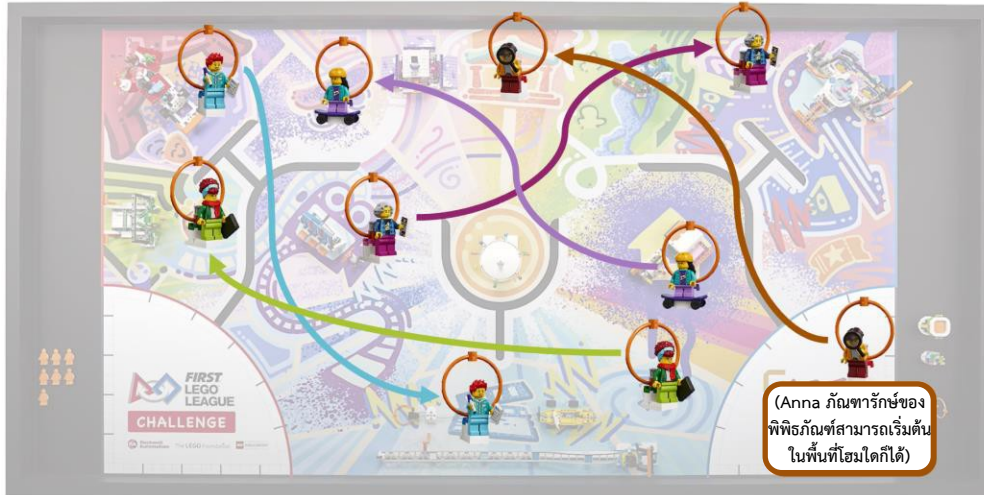 FIRST
LEGO
LEAGUE
CHALLENGE
(Anna ภัณฑารักษ์ของ
พิพิธภัณฑ์สามารถเริ่มต้น
ในพื้นที่โฮมใดก็ได้)